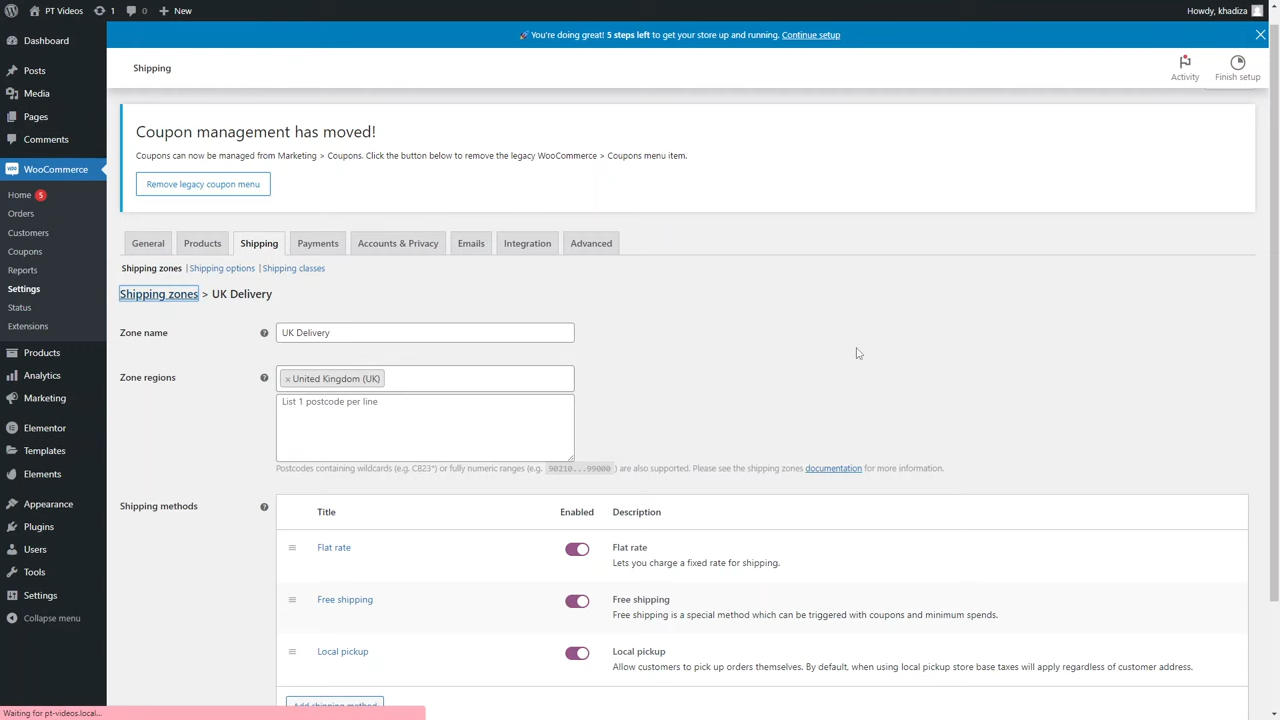 PT Videos 1 0 New Howdy, khadiza
🚀 You're doing great! 5 steps left to get your store up and running. Continue setup
Shipping
Activity
Finish setup
Coupon management has moved!
Coupons can now be managed from Marketing > Coupons. Click the button below to remove the legacy WooCommerce > Coupons menu item.
Remove legacy coupon menu
Dashboard
Posts
Media
Pages
Comments
WooCommerce
Home 5
Orders
Customers
Coupons
Reports
Settings
Status
Extensions
Products
Analytics
Marketing
Elementor
Templates
Elements
Appearance
Plugins
Users
Tools
Settings
Collapse menu
General Products Shipping Payments Accounts & Privacy Emails Integration Advanced
Shipping zones | Shipping options | Shipping classes
Shipping zones > UK Delivery
Zone name UK Delivery
Zone regions × United Kingdom (UK)
List 1 postcode per line
Postcodes containing wildcards (e.g. CB23*) or fully numeric ranges (e.g. 90210...99000 ) are also supported. Please see the shipping zones documentation for more information.
Shipping methods
Title Enabled Description
Flat rate Flat rate
Lets you charge a fixed rate for shipping.
Free shipping Free shipping
Free shipping is a special method which can be triggered with coupons and minimum spends.
Local pickup Local pickup
Allow customers to pick up orders themselves. By default, when using local pickup store base taxes will apply regardless of customer address.
Add shipping method
Waiting for pt-videos.local...